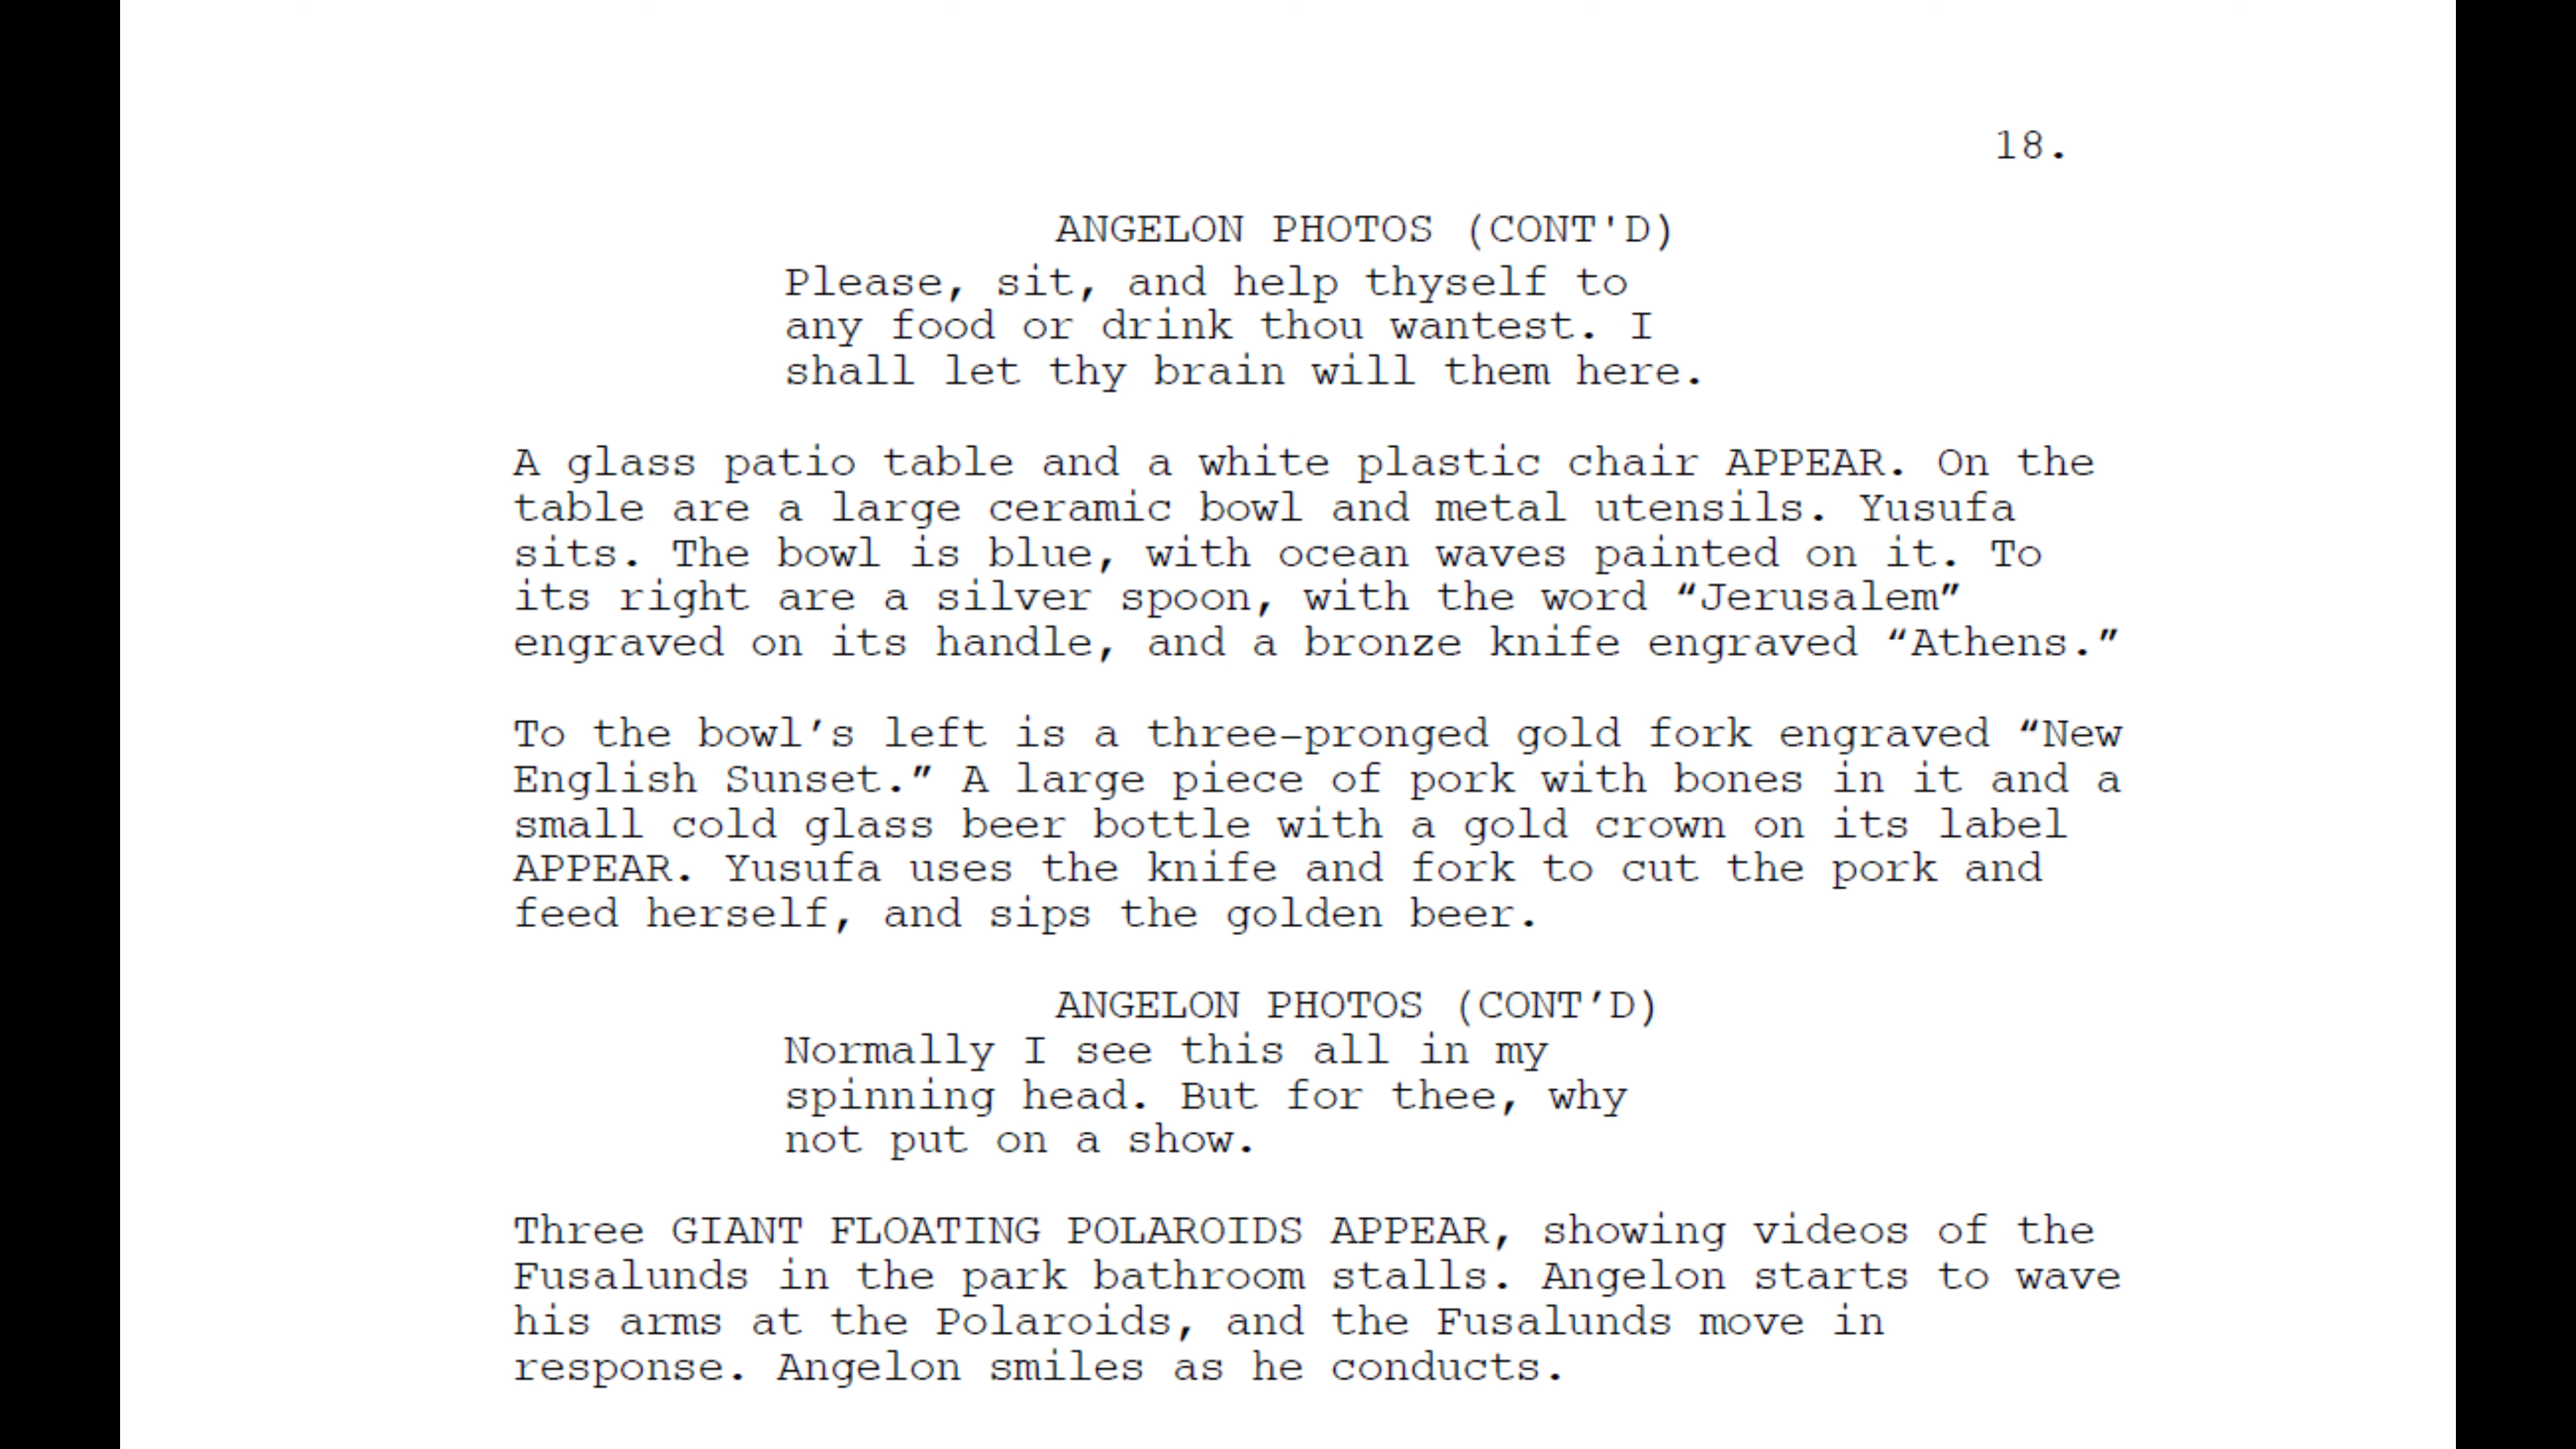 18.
ANGELON PHOTOS (CONT'D)
Please, sit, and help thyself to
any food or drink thou wantest. I
shall let thy brain will them here.
A glass patio table and a white plastic chair APPEAR. On the
table are a large ceramic bowl and metal utensils. Yusufa
sits. The bowl is blue, with ocean waves painted on it. To
its right are a silver spoon, with the word “Jerusalem”
engraved on its handle, and a bronze knife engraved “Athens.”
To the bowl’s left is a three-pronged gold fork engraved “New
English Sunset.” A large piece of pork with bones in it and a
small cold glass beer bottle with a gold crown on its label
APPEAR. Yusufa uses the knife and fork to cut the pork and
feed herself, and sips the golden beer.
ANGELON PHOTOS (CONT’D)
Normally I see this all in my
spinning head. But for thee, why
not put on a show.
Three GIANT FLOATING POLAROIDS APPEAR, showing videos of the
Fusalunds in the park bathroom stalls. Angelon starts to wave
his arms at the Polaroids, and the Fusalunds move in
response. Angelon smiles as he conducts.